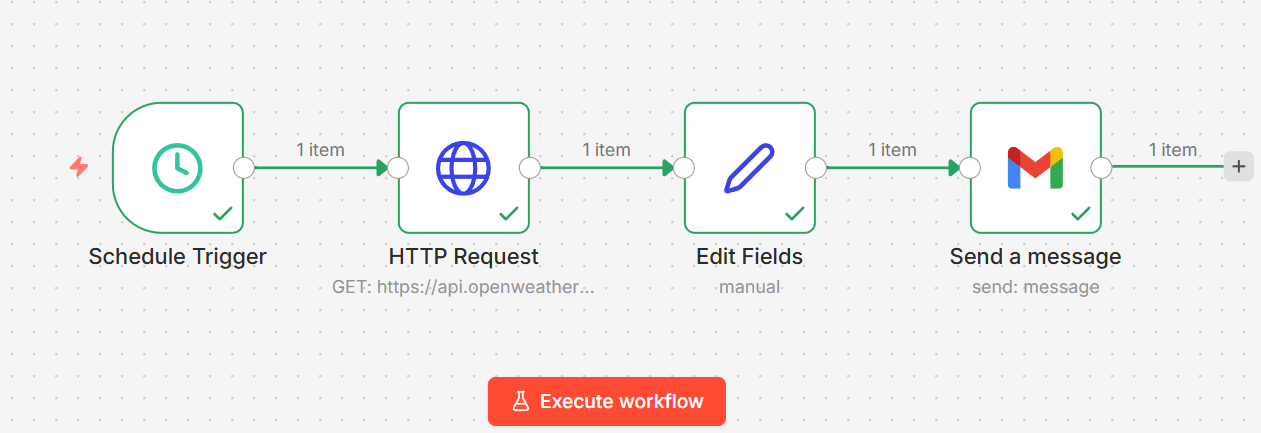 1 item
1 item
1 item
1 item
Schedule Trigger
HTTP Request
GET: https://api.openweather...
Edit Fields
manual
Send a message
send: message
Execute workflow